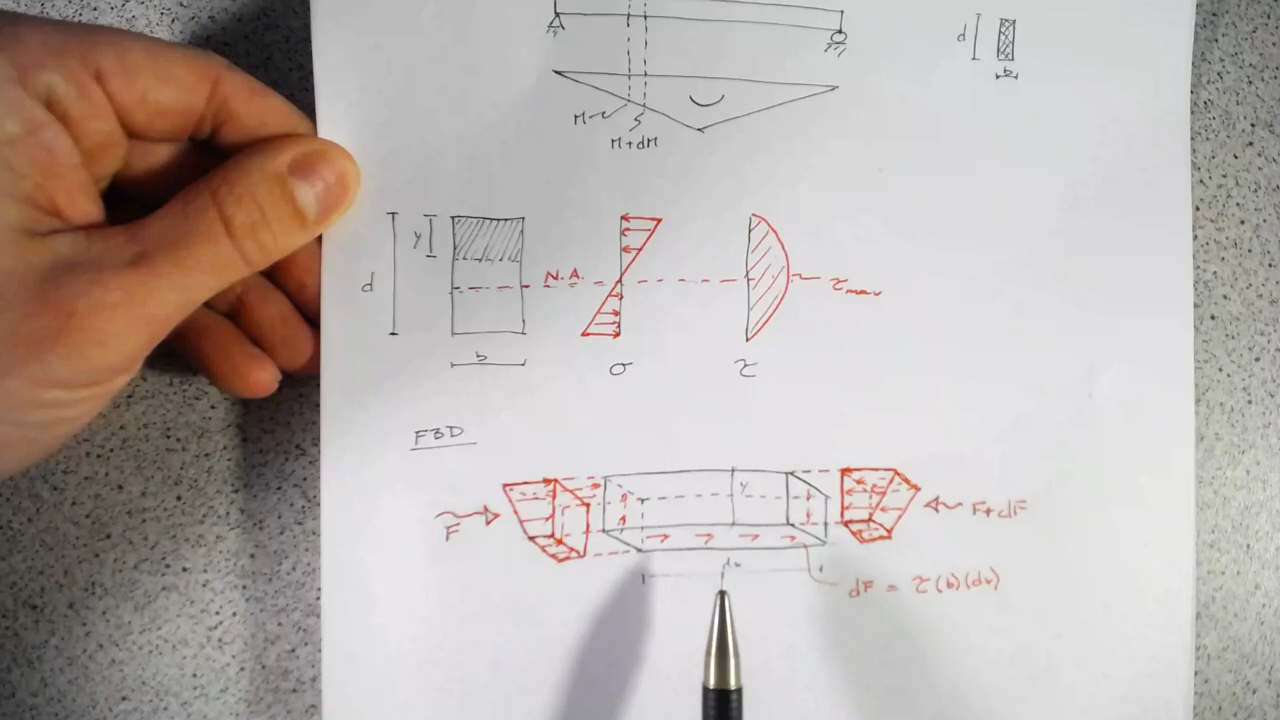 d
b
M
M+dM
d
y
N.A.
τmax
b
σ
τ
FBD
y
F
F+dF
dx
dF = τ(b)(dx)